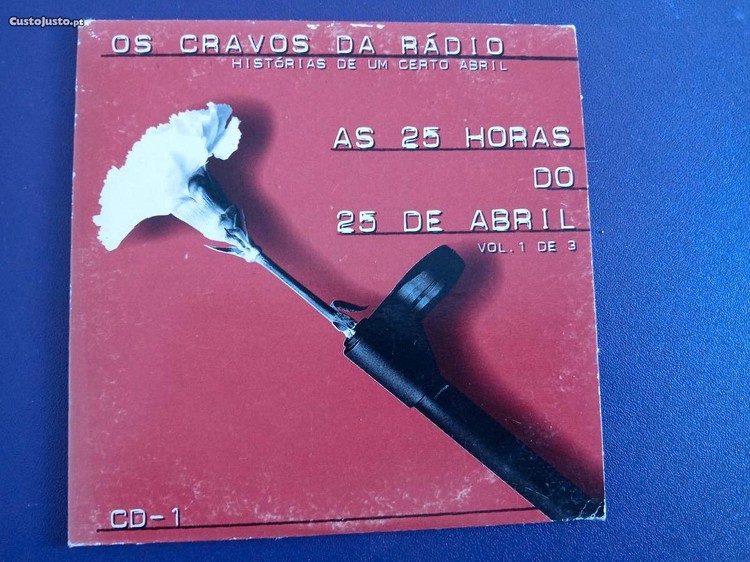 CustoJusto.pt
OS CRAVOS DA RÁDIO
HISTÓRIAS DE UM CERTO ABRIL
AS 25 HORAS
DO
25 DE ABRIL
VOL. 1 DE 3
CD-1